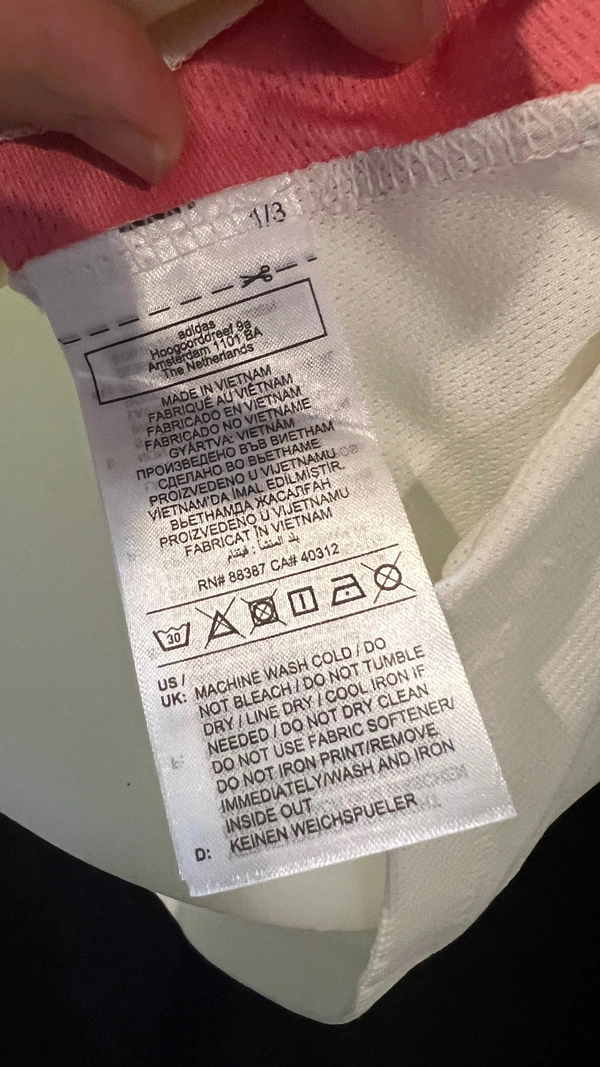 1/3
adidas
Hoogoorddreef 9a
Amsterdam 1101 BA
The Netherlands
MADE IN VIETNAM
FABRIQUÉ AU VIÊTNAM
FABRICADO EN VIETNAM
FABRICADO NO VIETNAME
GYÁRTVA: VIETNÁM
ПРОИЗВЕДЕНО ВЪВ ВИЕТНАМ
СДЕЛАНО ВО ВЬЕТНАМЕ
PROIZVEDENO U VIJETNAMU
VİETNAM'DA İMAL EDİLMİŞTİR.
ВЬЕТНАМДА ЖАСАЛҒАН
PROIZVEDENO U VIJETNAMU
FABRICAT ÎN VIETNAM
بلد المنشأ : فيتنام
RN# 88387 CA# 40312
30
US / UK: MACHINE WASH COLD / DO
NOT BLEACH / DO NOT TUMBLE
DRY / LINE DRY / COOL IRON IF
NEEDED / DO NOT DRY CLEAN
DO NOT USE FABRIC SOFTENER/
DO NOT IRON PRINT/REMOVE
IMMEDIATELY/WASH AND IRON
INSIDE OUT
D: KEINEN WEICHSPUELER